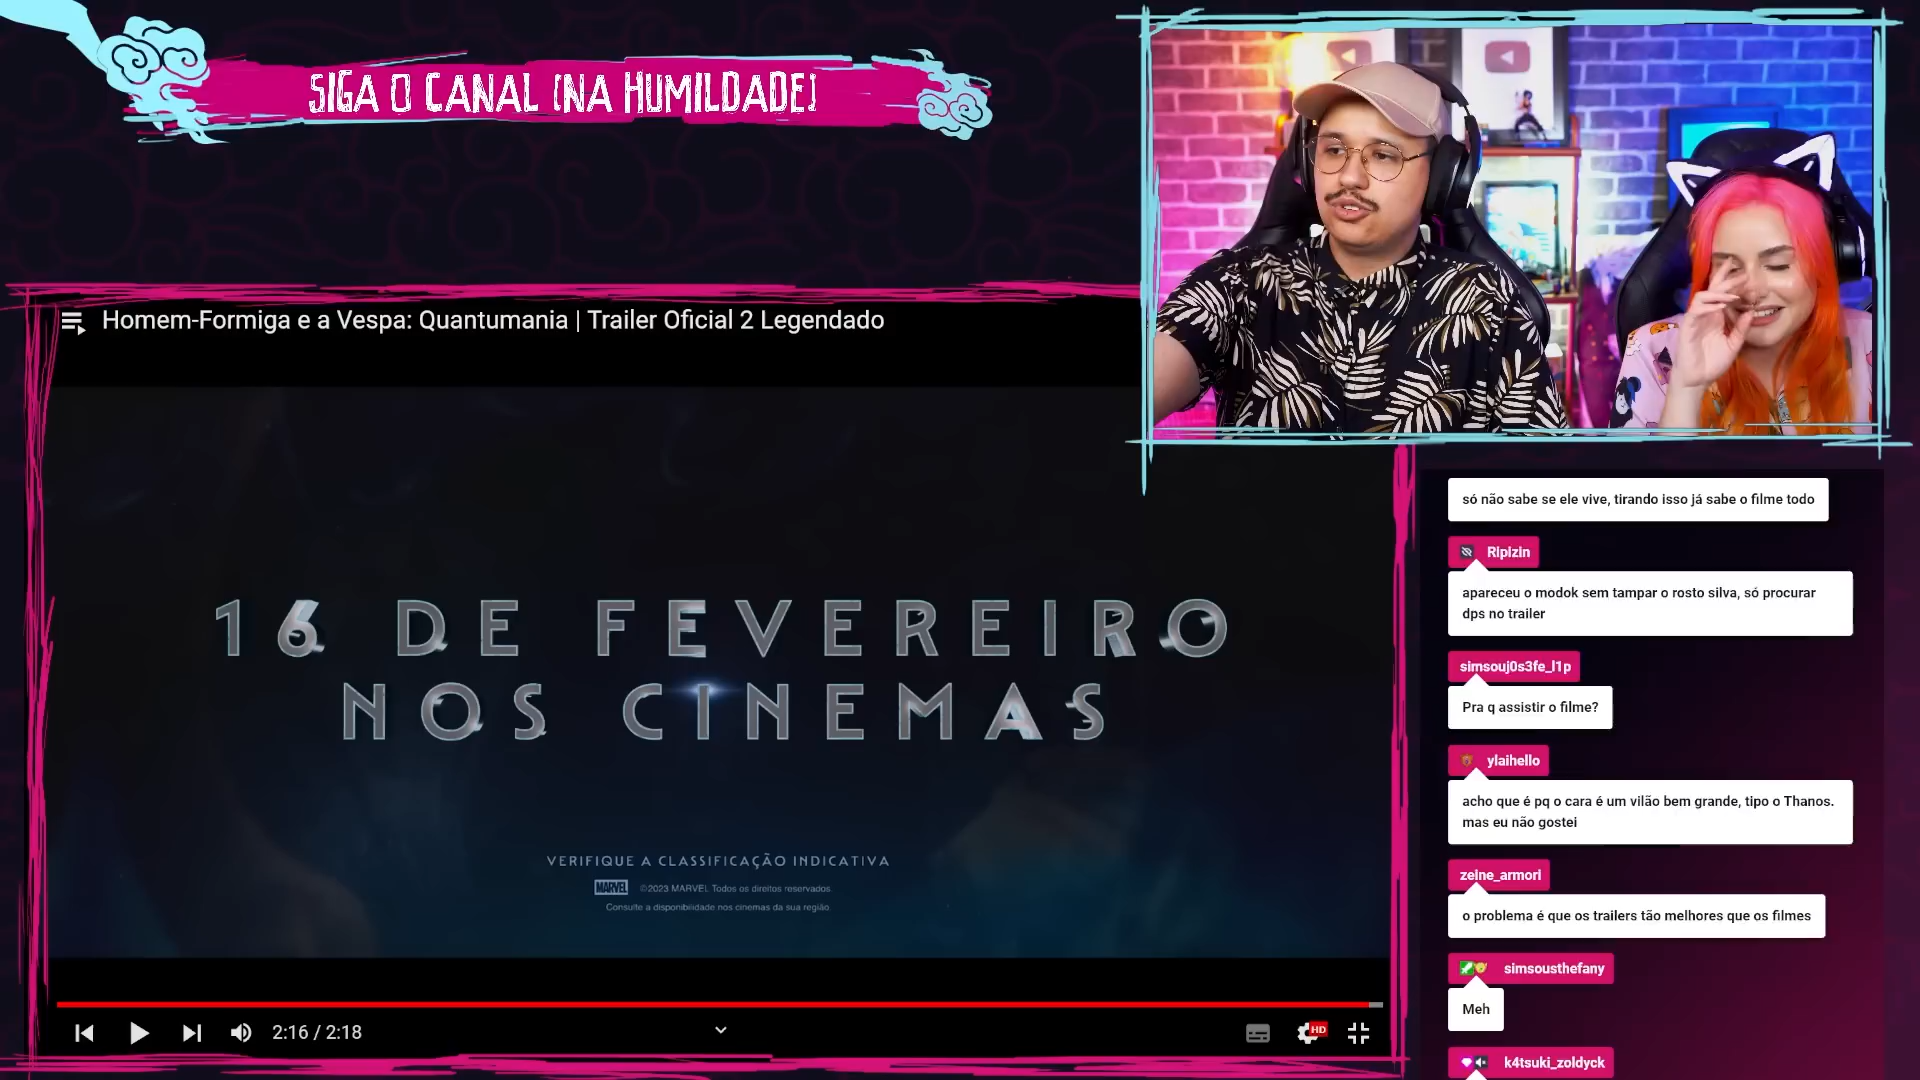 SIGA O CANAL (NA HUMILDADE)
Homem-Formiga e a Vespa: Quantumania | Trailer Oficial 2 Legendado
16 DE FEVEREIRO
NOS CINEMAS
VERIFIQUE A CLASSIFICAÇÃO INDICATIVA
MARVEL ©2023 MARVEL Todos os direitos reservados.
Consulte a disponibilidade nos cinemas da sua região.
2:16 / 2:18
HD
só não sabe se ele vive, tirando isso já sabe o filme todo
Ripizin
apareceu o modok sem tampar o rosto silva, só procurar
dps no trailer
simsouj0s3fe_l1p
Pra q assistir o filme?
ylaihello
acho que é pq o cara é um vilão bem grande, tipo o Thanos.
mas eu não gostei
zeine_armori
o problema é que os trailers tão melhores que os filmes
simsousthefany
Meh
k4tsuki_zoldyck